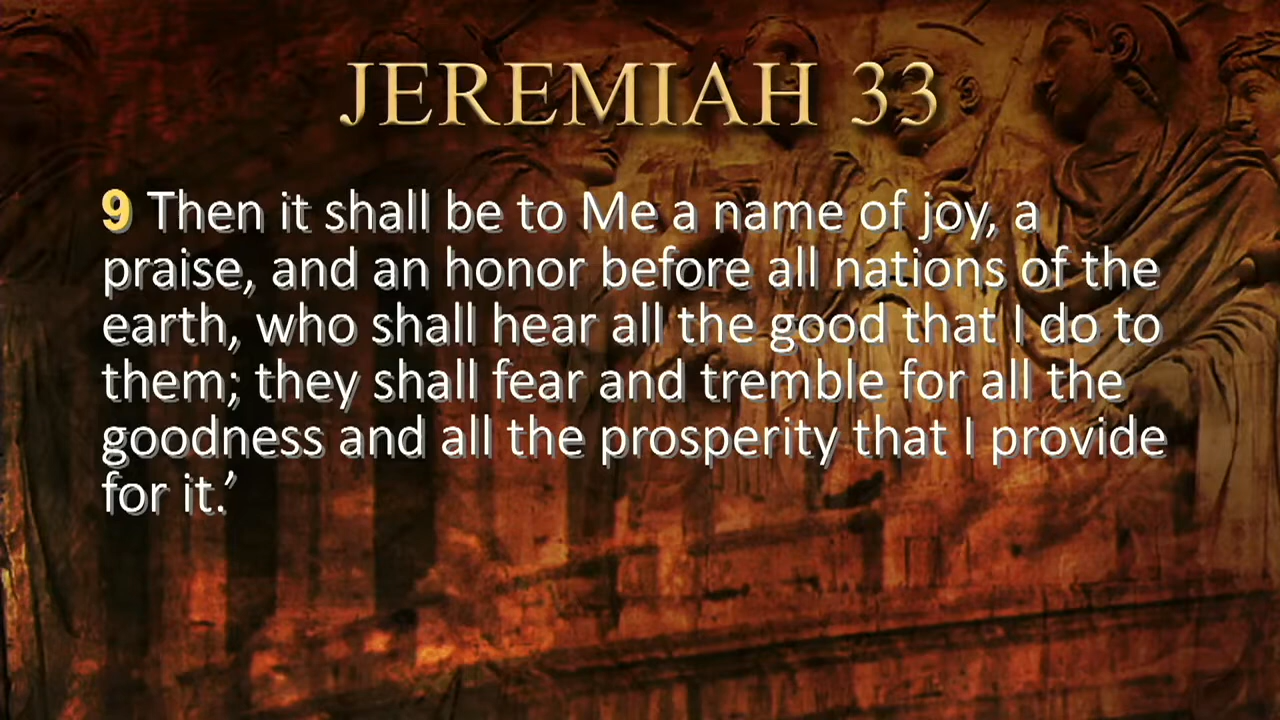 JEREMIAH 33
9 Then it shall be to Me a name of joy, a
praise, and an honor before all nations of the
earth, who shall hear all the good that I do to
them; they shall fear and tremble for all the
goodness and all the prosperity that I provide
for it.’